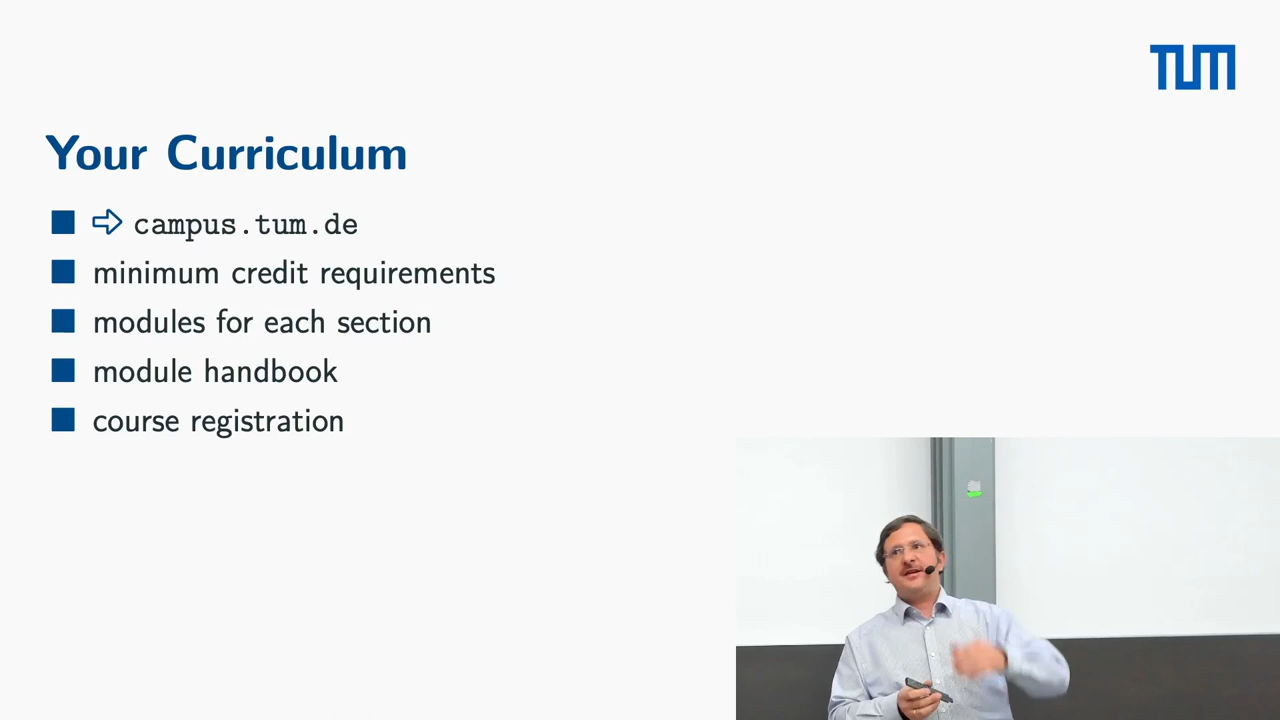 TUM
Your Curriculum
⇨ campus.tum.de
minimum credit requirements
modules for each section
module handbook
course registration